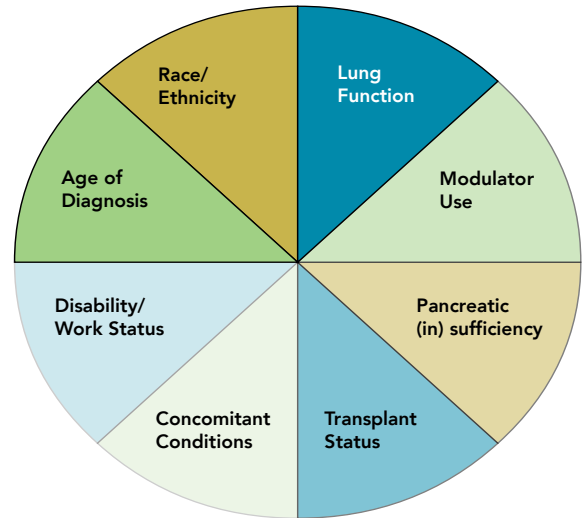 Race/
Ethnicity
Lung
Function
Age of
Diagnosis
Modulator
Use
Disability/
Work Status
Pancreatic
(in) sufficiency
Concomitant
Conditions
Transplant
Status